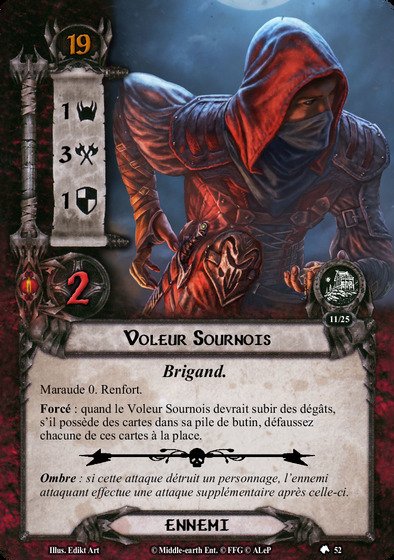 19
1
3
1
2
11/25
Voleur Sournois
Brigand.
Maraude 0. Renfort.
Forcé : quand le Voleur Sournois devrait subir des dégâts,
s'il possède des cartes dans sa pile de butin, défaussez
chacune de ces cartes à la place.
Ombre : si cette attaque détruit un personnage, l'ennemi
attaquant effectue une attaque supplémentaire après celle-ci.
ENNEMI
Illus. Edikt Art
© Middle-earth Ent. © FFG © ALeP
52